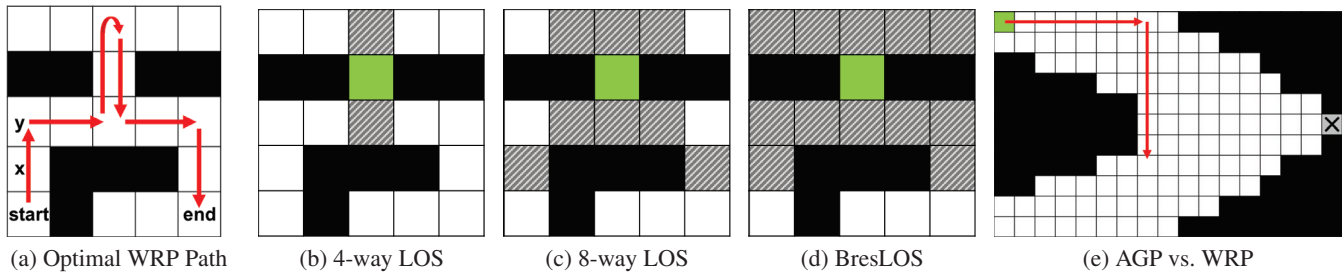 y
x
start
end
(a) Optimal WRP Path
(b) 4-way LOS
(c) 8-way LOS
(d) BresLOS
(e) AGP vs. WRP